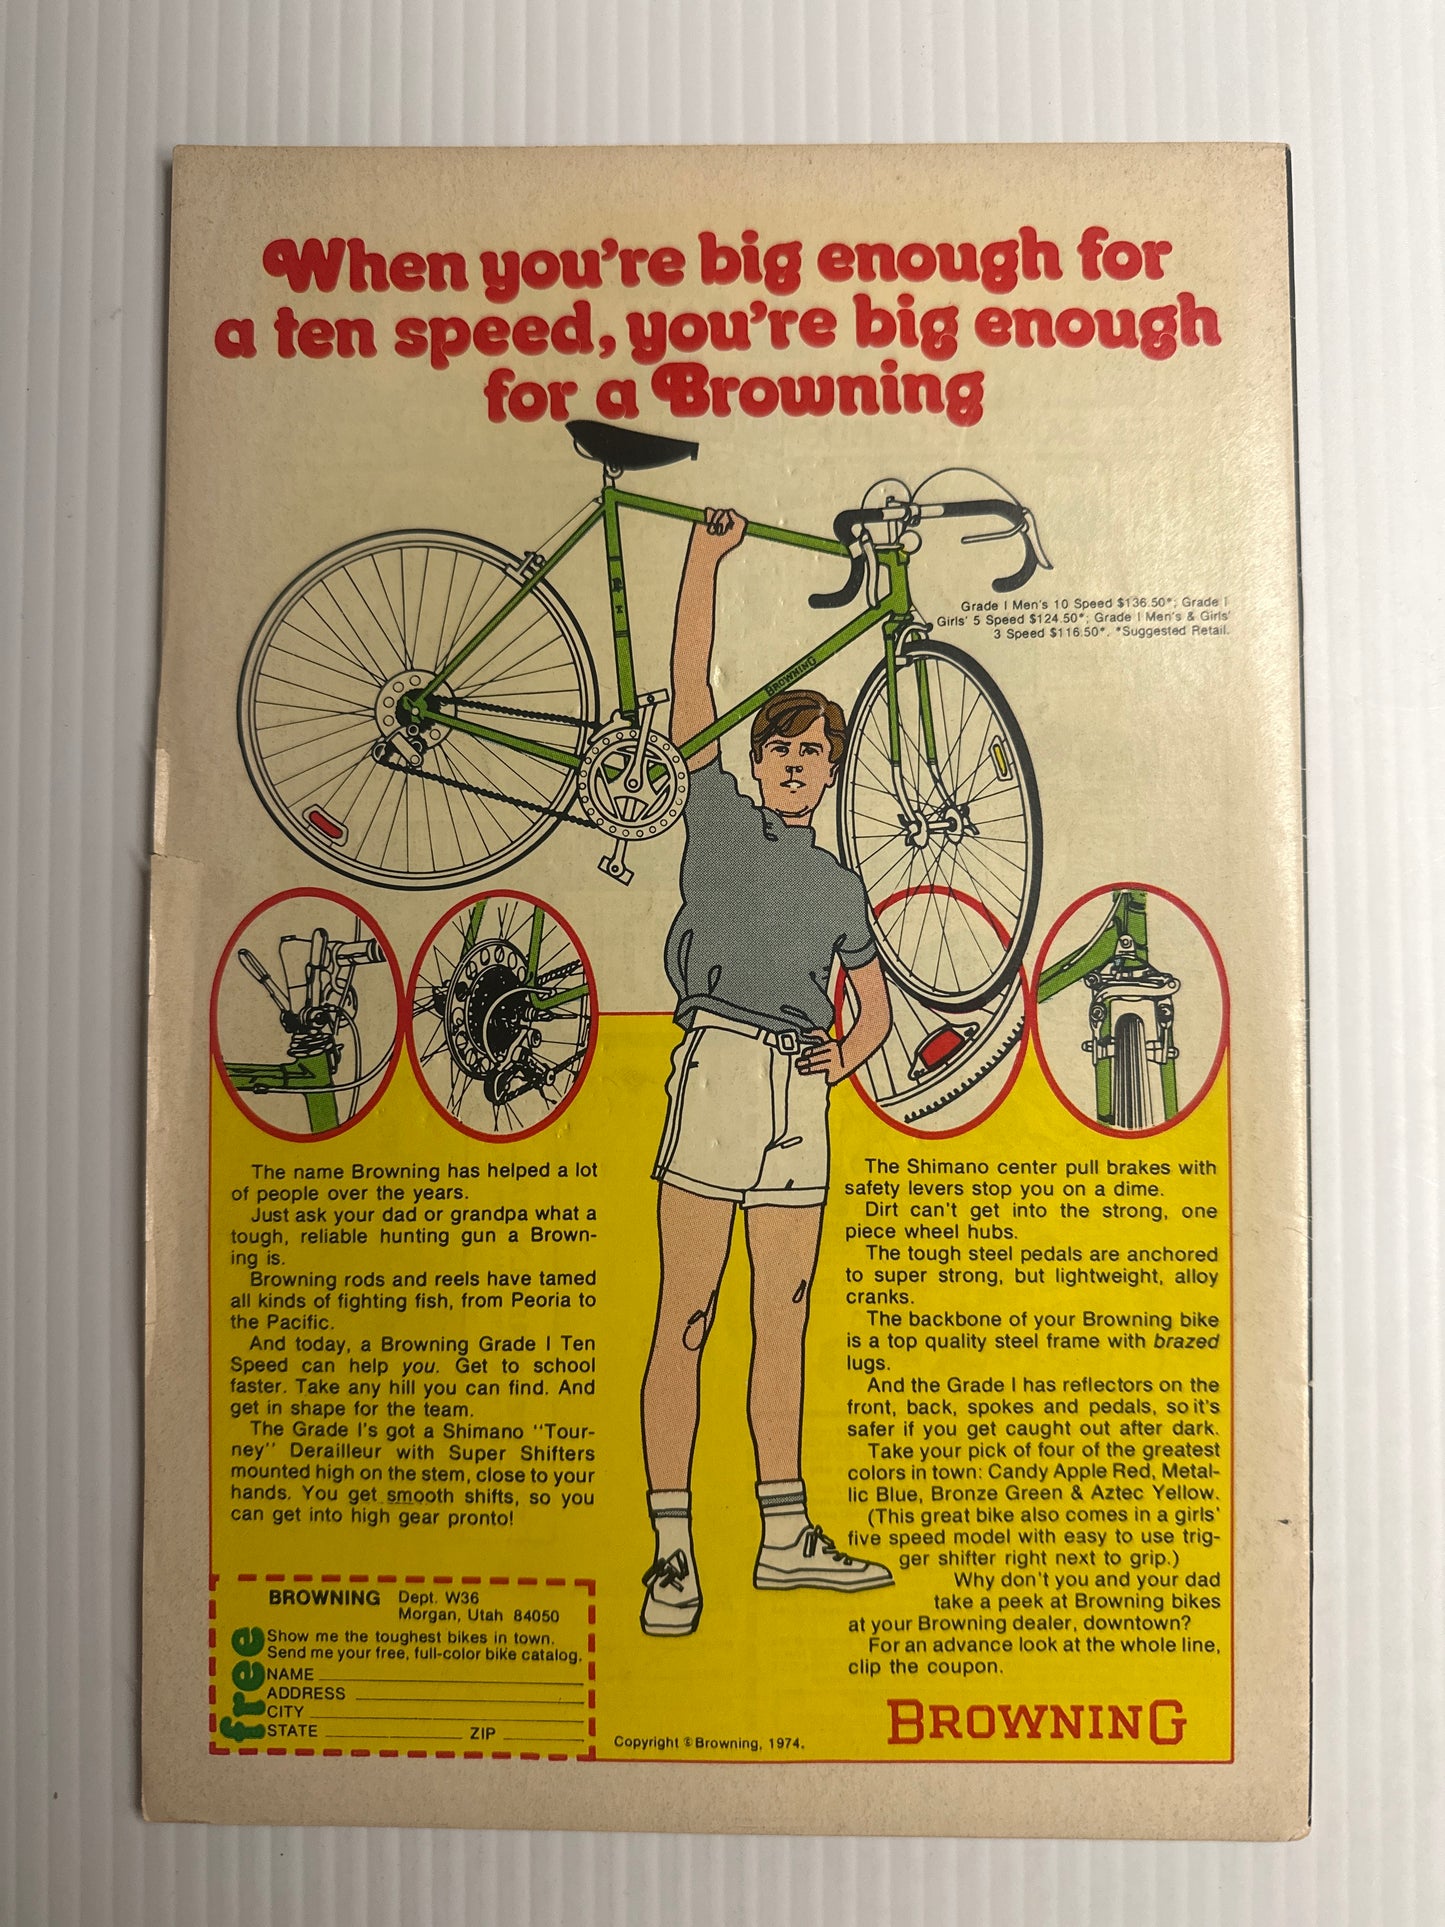 When you're big enough for
a ten speed, you're big enough
for a Browning
BROWNING
Grade I Men's 10 Speed $136.50*; Grade I
Girls' 5 Speed $124.50*; Grade I Men's & Girls'
3 Speed $116.50*. *Suggested Retail.
The name Browning has helped a lot
of people over the years.
Just ask your dad or grandpa what a
tough, reliable hunting gun a Brown-
ing is.
Browning rods and reels have tamed
all kinds of fighting fish, from Peoria to
the Pacific.
And today, a Browning Grade I Ten
Speed can help you. Get to school
faster. Take any hill you can find. And
get in shape for the team.
The Grade I's got a Shimano "Tour-
ney" Derailleur with Super Shifters
mounted high on the stem, close to your
hands. You get smooth shifts, so you
can get into high gear pronto!
The Shimano center pull brakes with
safety levers stop you on a dime.
Dirt can't get into the strong, one
piece wheel hubs.
The tough steel pedals are anchored
to super strong, but lightweight, alloy
cranks.
The backbone of your Browning bike
is a top quality steel frame with brazed
lugs.
And the Grade I has reflectors on the
front, back, spokes and pedals, so it's
safer if you get caught out after dark.
Take your pick of four of the greatest
colors in town: Candy Apple Red, Metal-
lic Blue, Bronze Green & Aztec Yellow.
(This great bike also comes in a girls'
five speed model with easy to use trig-
ger shifter right next to grip.)
Why don't you and your dad
take a peek at Browning bikes
at your Browning dealer, downtown?
For an advance look at the whole line,
clip the coupon.
BROWNING Dept. W36
Morgan, Utah 84050
free
Show me the toughest bikes in town.
Send me your free, full-color bike catalog.
NAME
ADDRESS
CITY
STATE ZIP
Copyright © Browning, 1974.
BROWNING